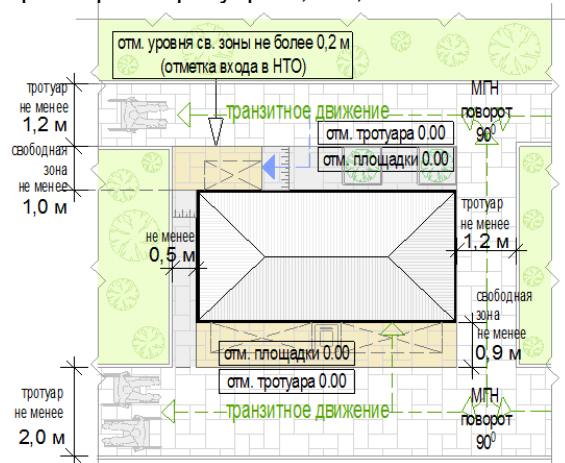 отм. уровня св. зоны не более 0,2 м
(отметка входа в НТО)
тротуар
не менее
1,2 м
транзитное движение
МГН
поворот
90⁰
отм. тротуара 0.00
отм. площадки 0.00
свободная
зона
не менее
1,0 м
тротуар
не менее
1,2 м
не менее
0,5 м
свободная
зона
не менее
0,9 м
отм. площадки 0.00
отм. тротуара 0.00
транзитное движение
тротуар
не менее
2,0 м
МГН
поворот
90⁰